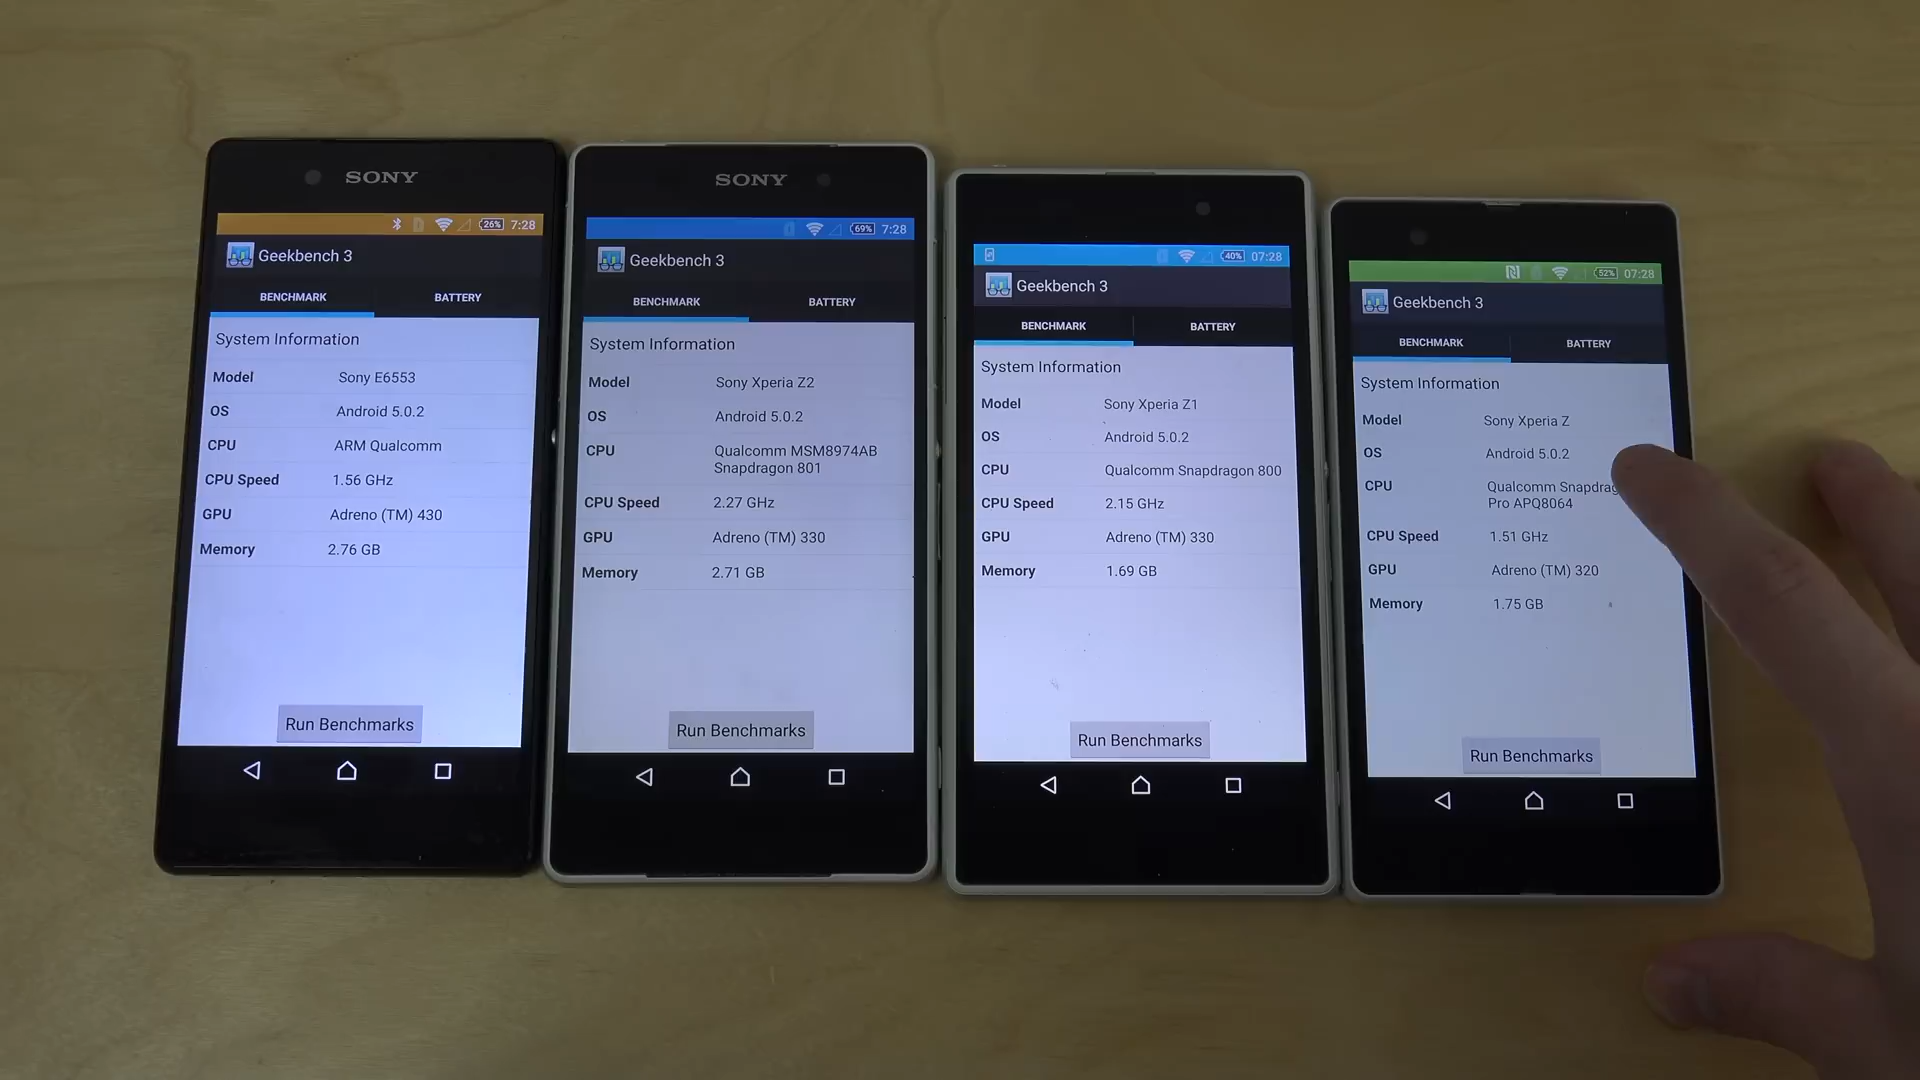 SONY
26% 7:28
Geekbench 3
BENCHMARK BATTERY
System Information
Model Sony E6553
OS Android 5.0.2
CPU ARM Qualcomm
CPU Speed 1.56 GHz
GPU Adreno (TM) 430
Memory 2.76 GB
Run Benchmarks
SONY
69% 7:28
Geekbench 3
BENCHMARK BATTERY
System Information
Model Sony Xperia Z2
OS Android 5.0.2
CPU Qualcomm MSM8974AB
Snapdragon 801
CPU Speed 2.27 GHz
GPU Adreno (TM) 330
Memory 2.71 GB
Run Benchmarks
40% 07:28
Geekbench 3
BENCHMARK BATTERY
System Information
Model Sony Xperia Z1
OS Android 5.0.2
CPU Qualcomm Snapdragon 800
CPU Speed 2.15 GHz
GPU Adreno (TM) 330
Memory 1.69 GB
Run Benchmarks
52% 07:28
Geekbench 3
BENCHMARK BATTERY
System Information
Model Sony Xperia Z
OS Android 5.0.2
CPU Qualcomm Snapdrag
Pro APQ8064
CPU Speed 1.51 GHz
GPU Adreno (TM) 320
Memory 1.75 GB
Run Benchmarks